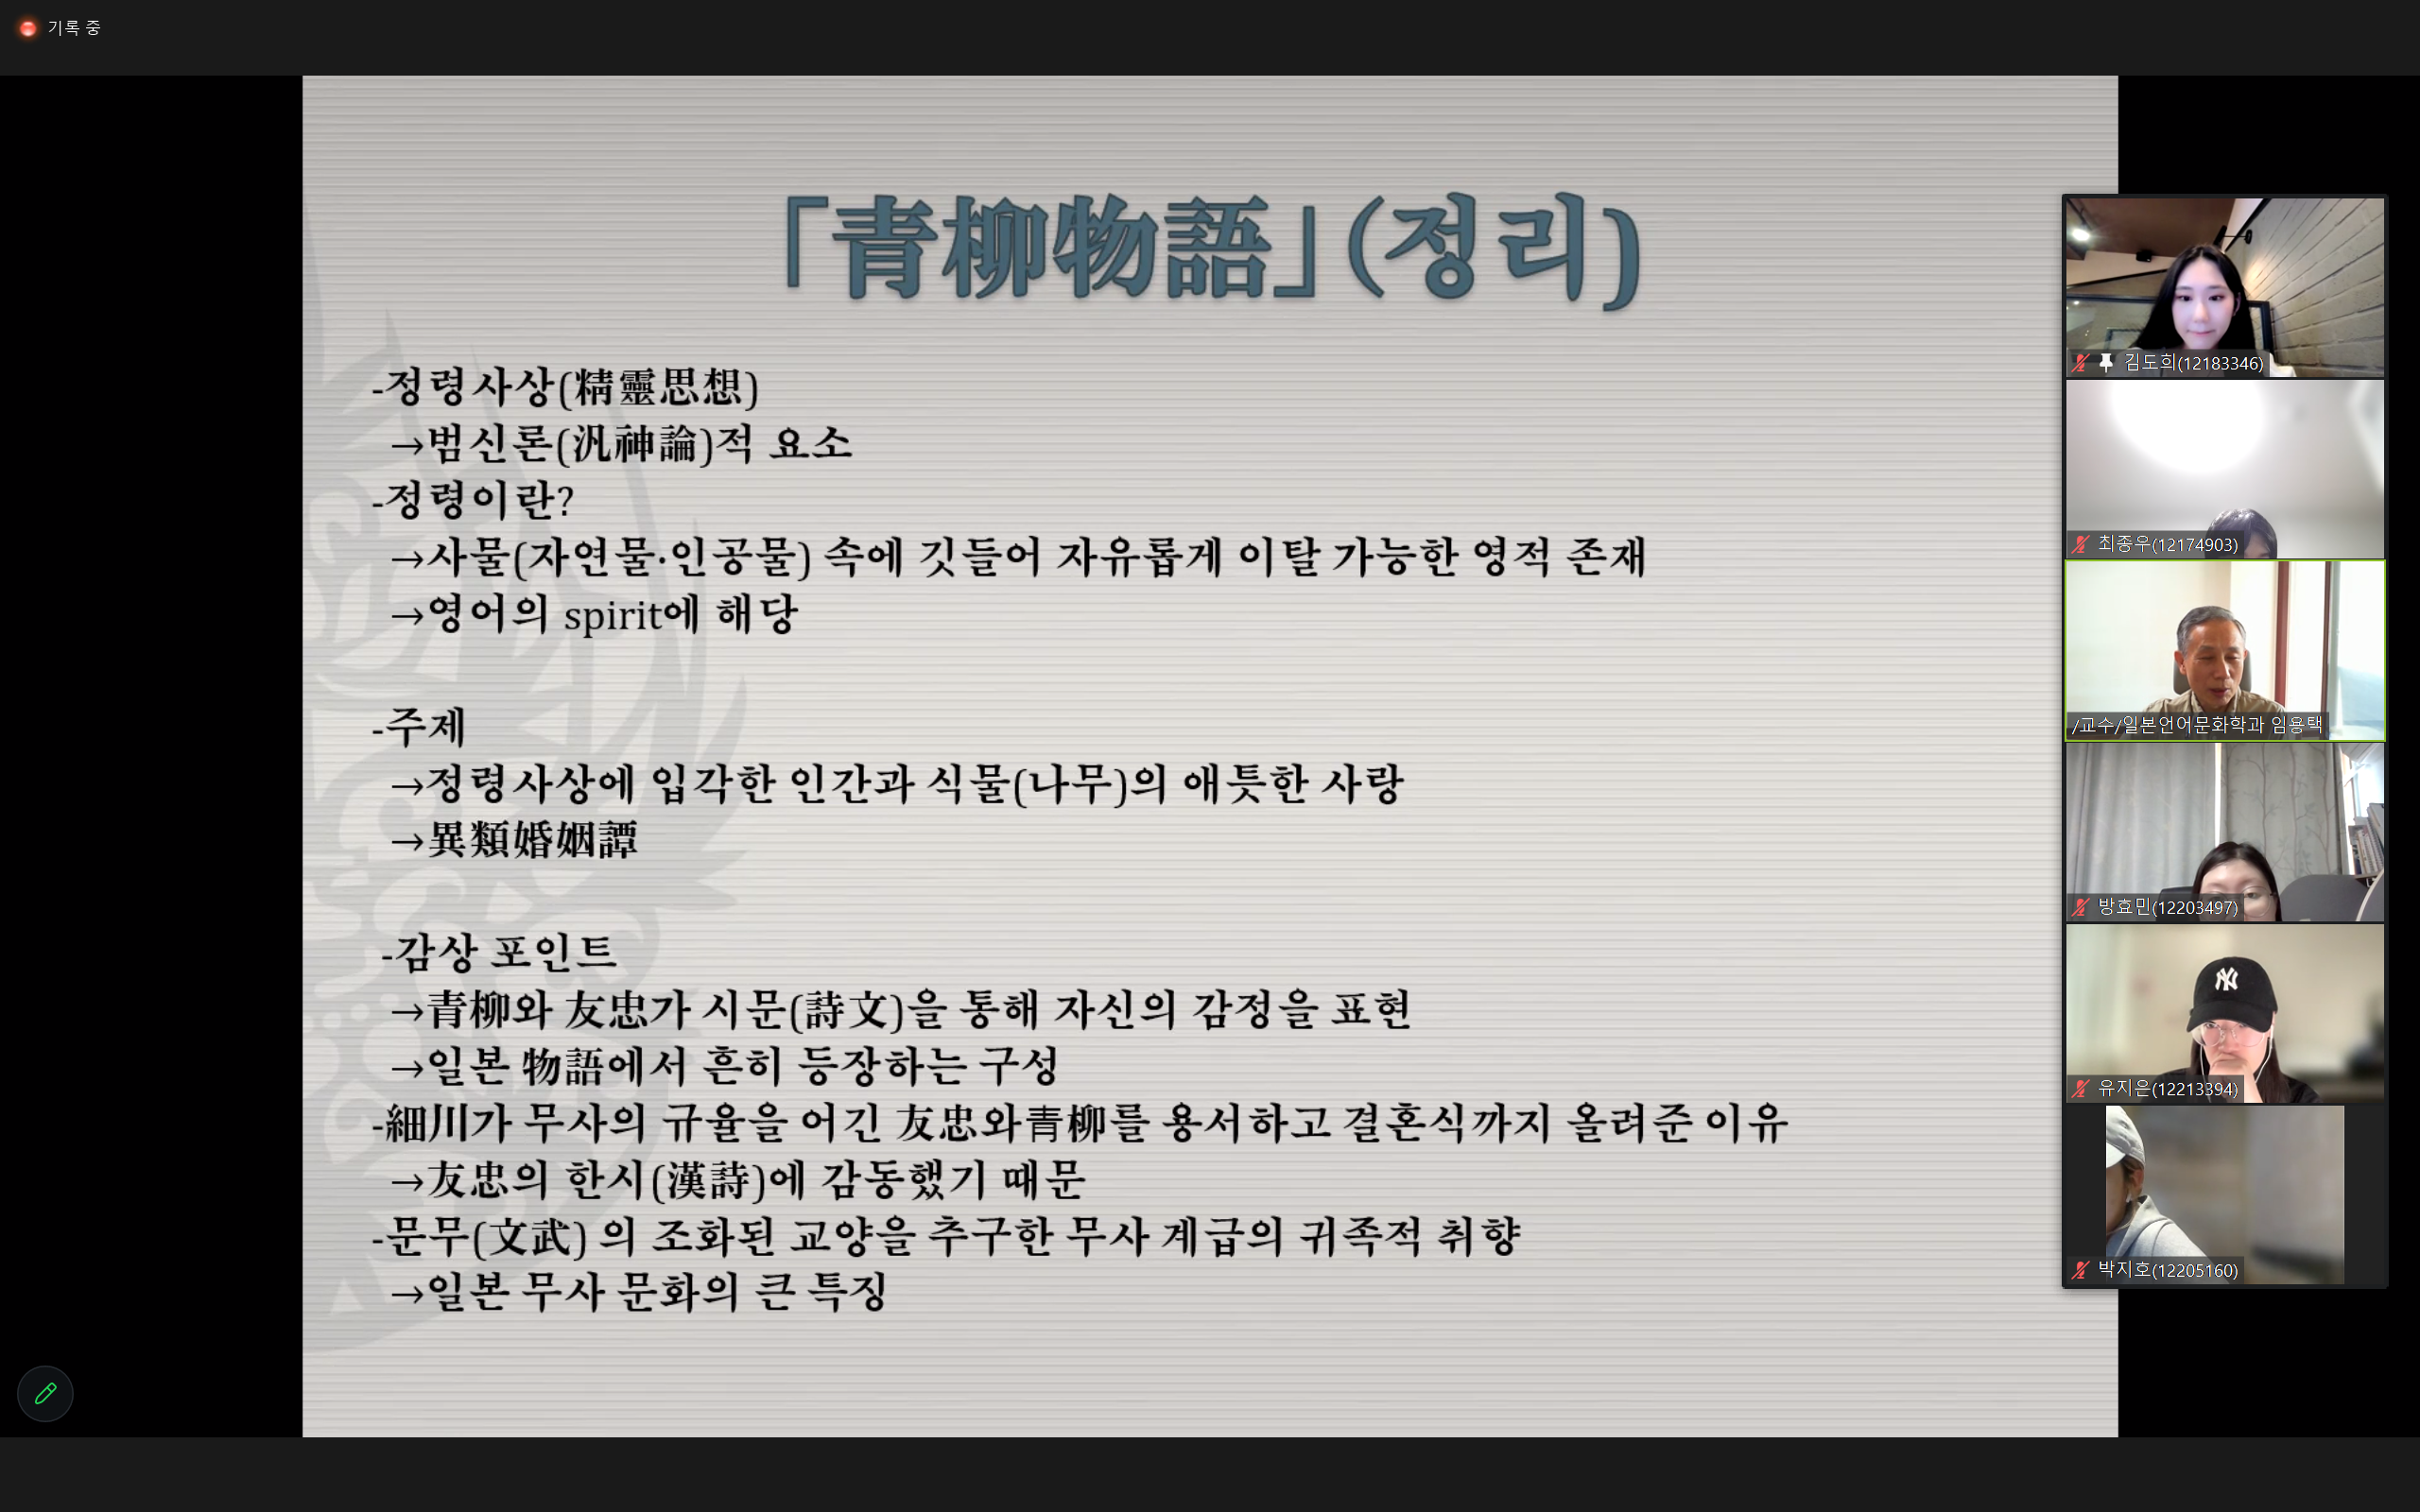 기록 중
「青柳物語」(정리)
-정령사상(精靈思想)
→범신론(汎神論)적 요소
-정령이란?
→사물(자연물·인공물) 속에 깃들어 자유롭게 이탈 가능한 영적 존재
→영어의 spirit에 해당
-주제
→정령사상에 입각한 인간과 식물(나무)의 애틋한 사랑
→異類婚姻譚
-감상 포인트
→青柳와 友忠가 시문(詩文)을 통해 자신의 감정을 표현
→일본 物語에서 흔히 등장하는 구성
-細川가 무사의 규율을 어긴 友忠와青柳를 용서하고 결혼식까지 올려준 이유
→友忠의 한시(漢詩)에 감동했기 때문
-문무(文武) 의 조화된 교양을 추구한 무사 계급의 귀족적 취향
→일본 무사 문화의 큰 특징
김도희(12183346)
최종우(12174903)
/교수/일본언어문화학과 임용택
방효민(12203497)
NY
유지은(12213394)
박지호(12205160)